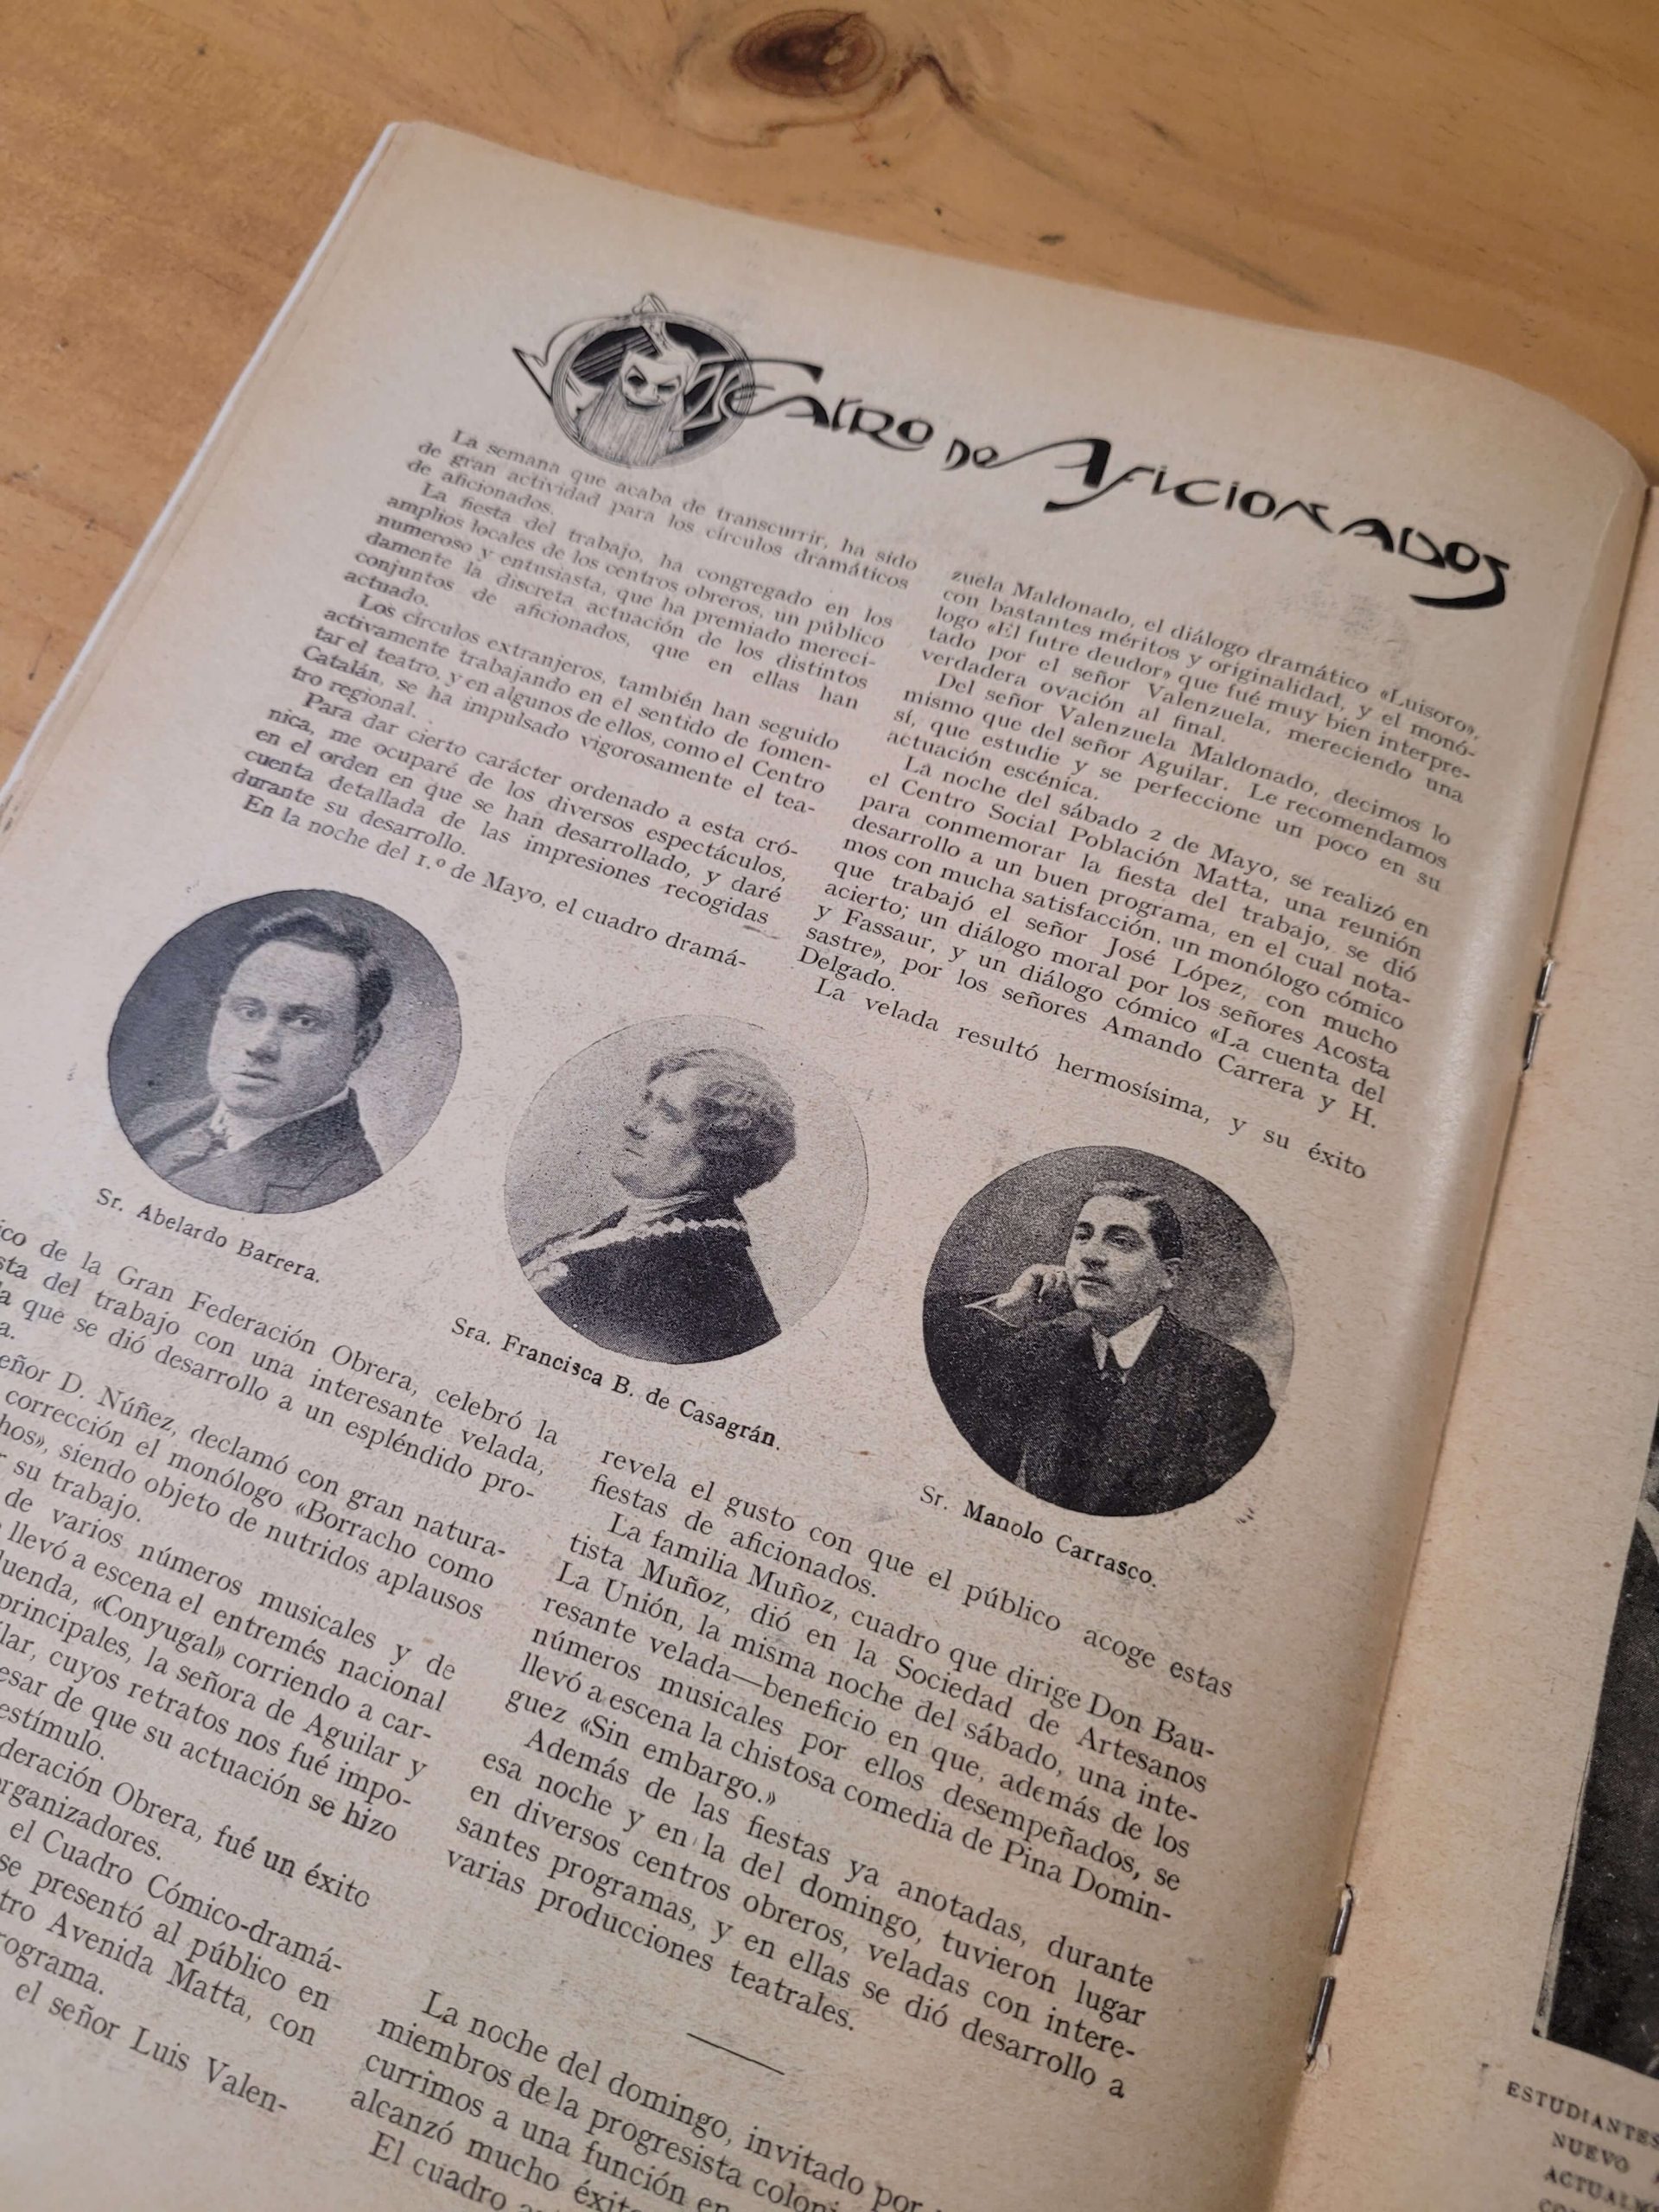 Teatro de Aficionados
La semana que acaba de transcurrir, ha sido
de gran actividad para los círculos dramáticos
de aficionados.
La fiesta del trabajo, ha congregado en los
amplios locales de los centros obreros, un público
numeroso y entusiasta, que ha premiado mereci-
damente la discreta actuación de los distintos
conjuntos de aficionados, que en ellas han
actuado.
Los círculos extranjeros, también han seguido
activamente trabajando en el sentido de fomen-
tar el teatro, y en algunos de ellos, como el Centro
Catalán, se ha impulsado vigorosamente el tea-
tro regional.
Para dar cierto carácter ordenado a esta cró-
nica, me ocuparé de los diversos espectáculos,
en el orden en que se han desarrollado, y daré
cuenta detallada de las impresiones recogidas
durante su desarrollo.
En la noche del 1.º de Mayo, el cuadro dramá-
Sr. Abelardo Barrera.
ico de la Gran Federación Obrera, celebró la
sta del trabajo con una interesante velada,
a que se dió desarrollo a un espléndido pro-
a.
eñor D. Núñez, declamó con gran natura-
corrección el monólogo «Borracho como
hos», siendo objeto de nutridos aplausos
r su trabajo.
de varios números musicales y de
llevó a escena el entremés nacional
luenda, «Conyugal» corriendo a car-
principales, la señora de Aguilar y
ilar, cuyos retratos nos fué impo-
esar de que su actuación se hizo
estímulo.
deración Obrera, fué un éxito
organizadores.
el Cuadro Cómico-dramá-
se presentó al público en
tro Avenida Matta, con
rograma.
el señor Luis Valen-
zuela Maldonado, el diálogo dramático «Luisoro»,
con bastantes méritos y originalidad, y el monó-
logo «El futre deudor» que fué muy bien interpre-
tado por el señor Valenzuela, mereciendo una
verdadera ovación al final.
Del señor Valenzuela Maldonado, decimos lo
mismo que del señor Aguilar. Le recomendamos
sí, que estudie y se perfeccione un poco en su
actuación escénica.
La noche del sábado 2 de Mayo, se realizó en
el Centro Social Población Matta, una reunión
para conmemorar la fiesta del trabajo, se dió
desarrollo a un buen programa, en el cual nota-
mos con mucha satisfacción, un monólogo cómico
que trabajó el señor José López, con mucho
acierto; un diálogo moral por los señores Acosta
y Fassaur, y un diálogo cómico «La cuenta del
sastre», por los señores Amando Carrera y H.
Delgado.
La velada resultó hermosísima, y su éxito
Sra. Francisca B. de Casagrán.
Sr. Manolo Carrasco.
revela el gusto con que el público acoge estas
fiestas de aficionados.
La familia Muñoz, cuadro que dirige Don Bau-
tista Muñoz, dió en la Sociedad de Artesanos
La Unión, la misma noche del sábado, una inte-
resante velada—beneficio en que, además de los
números musicales por ellos desempeñados, se
llevó a escena la chistosa comedia de Pina Domin-
guez «Sin embargo.»
Además de las fiestas ya anotadas, durante
esa noche y en la del domingo, tuvieron lugar
en diversos centros obreros, veladas con intere-
santes programas, y en ellas se dió desarrollo a
varias producciones teatrales.
La noche del domingo, invitado por
miembros de la progresista coloni
currimos a una función en
alcanzó mucho éxito
El cuadro
ESTUDIANTES
NUEVO
ACTUALM